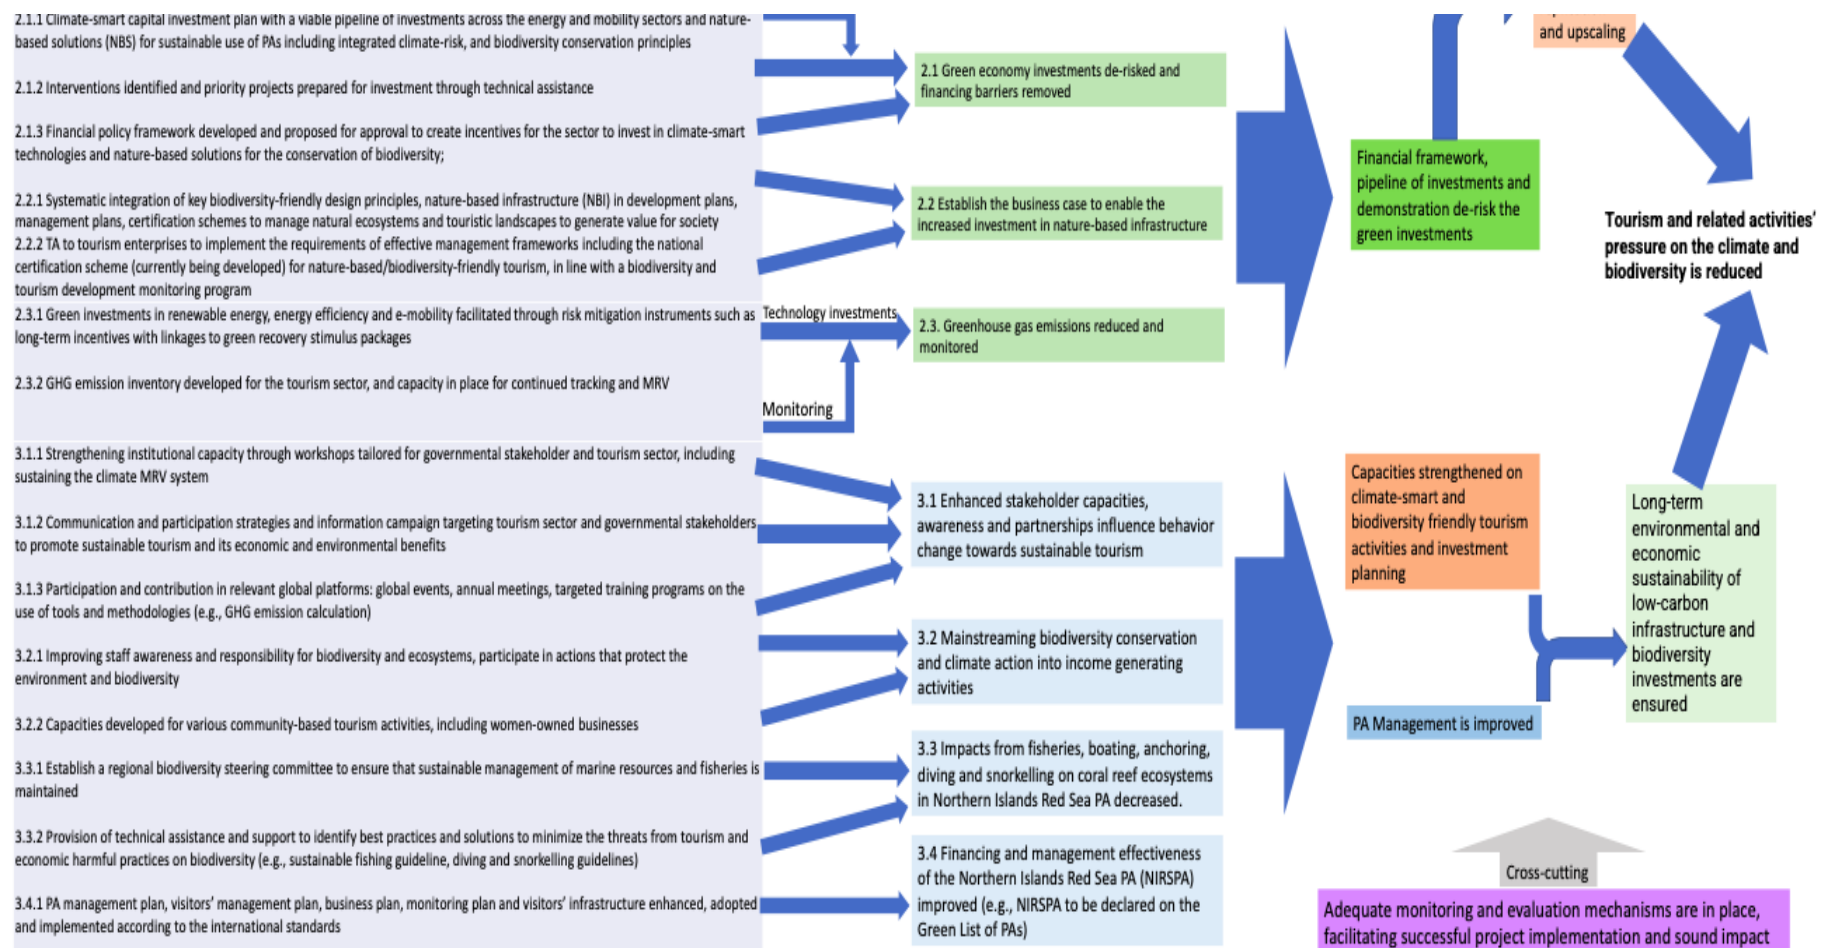 2.1.1 Climate-smart capital investment plan with a viable pipeline of investments across the energy and mobility sectors and nature-
based solutions (NBS) for sustainable use of PAs including integrated climate-risk, and biodiversity conservation principles
2.1.2 Interventions identified and priority projects prepared for investment through technical assistance
2.1.3 Financial policy framework developed and proposed for approval to create incentives for the sector to invest in climate-smart
technologies and nature-based solutions for the conservation of biodiversity;
2.2.1 Systematic integration of key biodiversity-friendly design principles, nature-based infrastructure (NBI) in development plans,
management plans, certification schemes to manage natural ecosystems and touristic landscapes to generate value for society
2.2.2 TA to tourism enterprises to implement the requirements of effective management frameworks including the national
certification scheme (currently being developed) for nature-based/biodiversity-friendly tourism, in line with a biodiversity and
tourism development monitoring program
2.3.1 Green investments in renewable energy, energy efficiency and e-mobility facilitated through risk mitigation instruments such as
long-term incentives with linkages to green recovery stimulus packages
2.3.2 GHG emission inventory developed for the tourism sector, and capacity in place for continued tracking and MRV
3.1.1 Strengthening institutional capacity through workshops tailored for governmental stakeholder and tourism sector, including
sustaining the climate MRV system
3.1.2 Communication and participation strategies and information campaign targeting tourism sector and governmental stakeholders
to promote sustainable tourism and its economic and environmental benefits
3.1.3 Participation and contribution in relevant global platforms: global events, annual meetings, targeted training programs on the
use of tools and methodologies (e.g., GHG emission calculation)
3.2.1 Improving staff awareness and responsibility for biodiversity and ecosystems, participate in actions that protect the
environment and biodiversity
3.2.2 Capacities developed for various community-based tourism activities, including women-owned businesses
3.3.1 Establish a regional biodiversity steering committee to ensure that sustainable management of marine resources and fisheries is
maintained
3.3.2 Provision of technical assistance and support to identify best practices and solutions to minimize the threats from tourism and
economic harmful practices on biodiversity (e.g., sustainable fishing guideline, diving and snorkelling guidelines)
3.4.1 PA management plan, visitors' management plan, business plan, monitoring plan and visitors' infrastructure enhanced, adopted
and implemented according to the international standards
Technology investments
Monitoring
2.1 Green economy investments de-risked and
financing barriers removed
2.2 Establish the business case to enable the
increased investment in nature-based infrastructure
2.3. Greenhouse gas emissions reduced and
monitored
3.1 Enhanced stakeholder capacities,
awareness and partnerships influence behavior
change towards sustainable tourism
3.2 Mainstreaming biodiversity conservation
and climate action into income generating
activities
3.3 Impacts from fisheries, boating, anchoring,
diving and snorkelling on coral reef ecosystems
in Northern Islands Red Sea PA decreased.
3.4 Financing and management effectiveness
of the Northern Islands Red Sea PA (NIRSPA)
improved (e.g., NIRSPA to be declared on the
Green List of PAs)
and upscaling
Financial framework,
pipeline of investments and
demonstration de-risk the
green investments
Tourism and related activities'
pressure on the climate and
biodiversity is reduced
Capacities strengthened on
climate-smart and
biodiversity friendly tourism
activities and investment
planning
PA Management is improved
Long-term
environmental and
economic
sustainability of
low-carbon
infrastructure and
biodiversity
investments are
ensured
Cross-cutting
Adequate monitoring and evaluation mechanisms are in place,
facilitating successful project implementation and sound impact